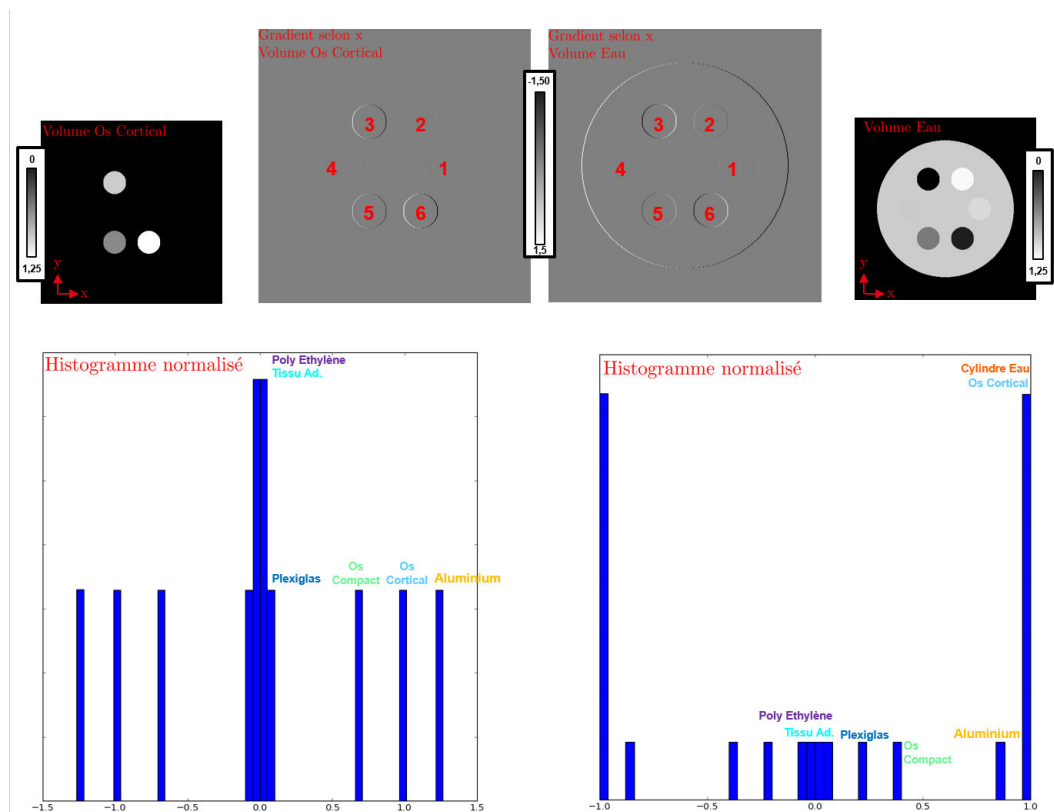 Gradient selon x
Volume Os Cortical
Gradient selon x
Volume Eau
Volume Os Cortical
Volume Eau
0
1,25
y
x
3
2
4
1
5
6
-1,50
1,5
3
2
4
1
5
6
0
1,25
Histogramme normalisé
Poly Ethylène
Tissu Ad.
Plexiglas
Os
Compact
Os
Cortical
Aluminium
−1.5
−1.0
−0.5
0.0
0.5
1.0
1.5
Histogramme normalisé
Cylindre Eau
Os Cortical
Poly Ethylène
Tissu Ad.
Plexiglas
Os
Compact
Aluminium
−1.0
−0.5
0.0
0.5
1.0